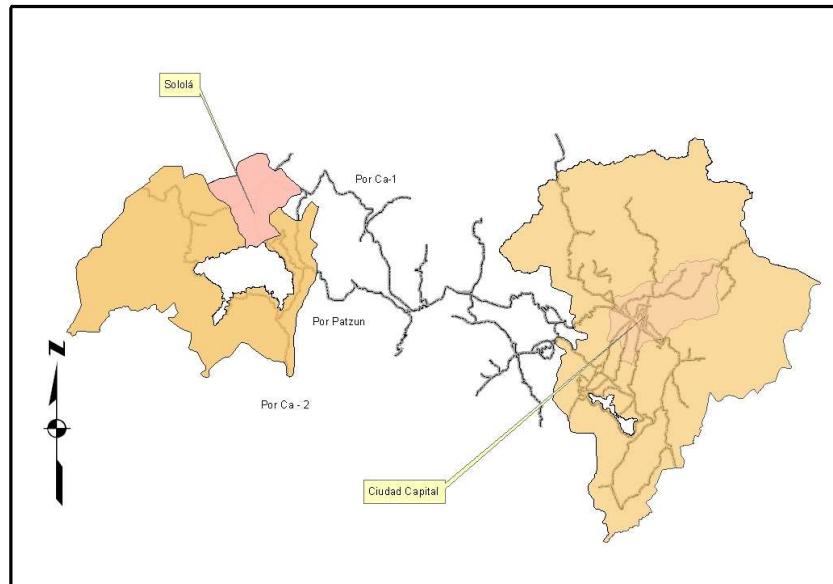 Sololá
Por Ca-1
Por Patzun
Por Ca - 2
Ciudad Capital
N